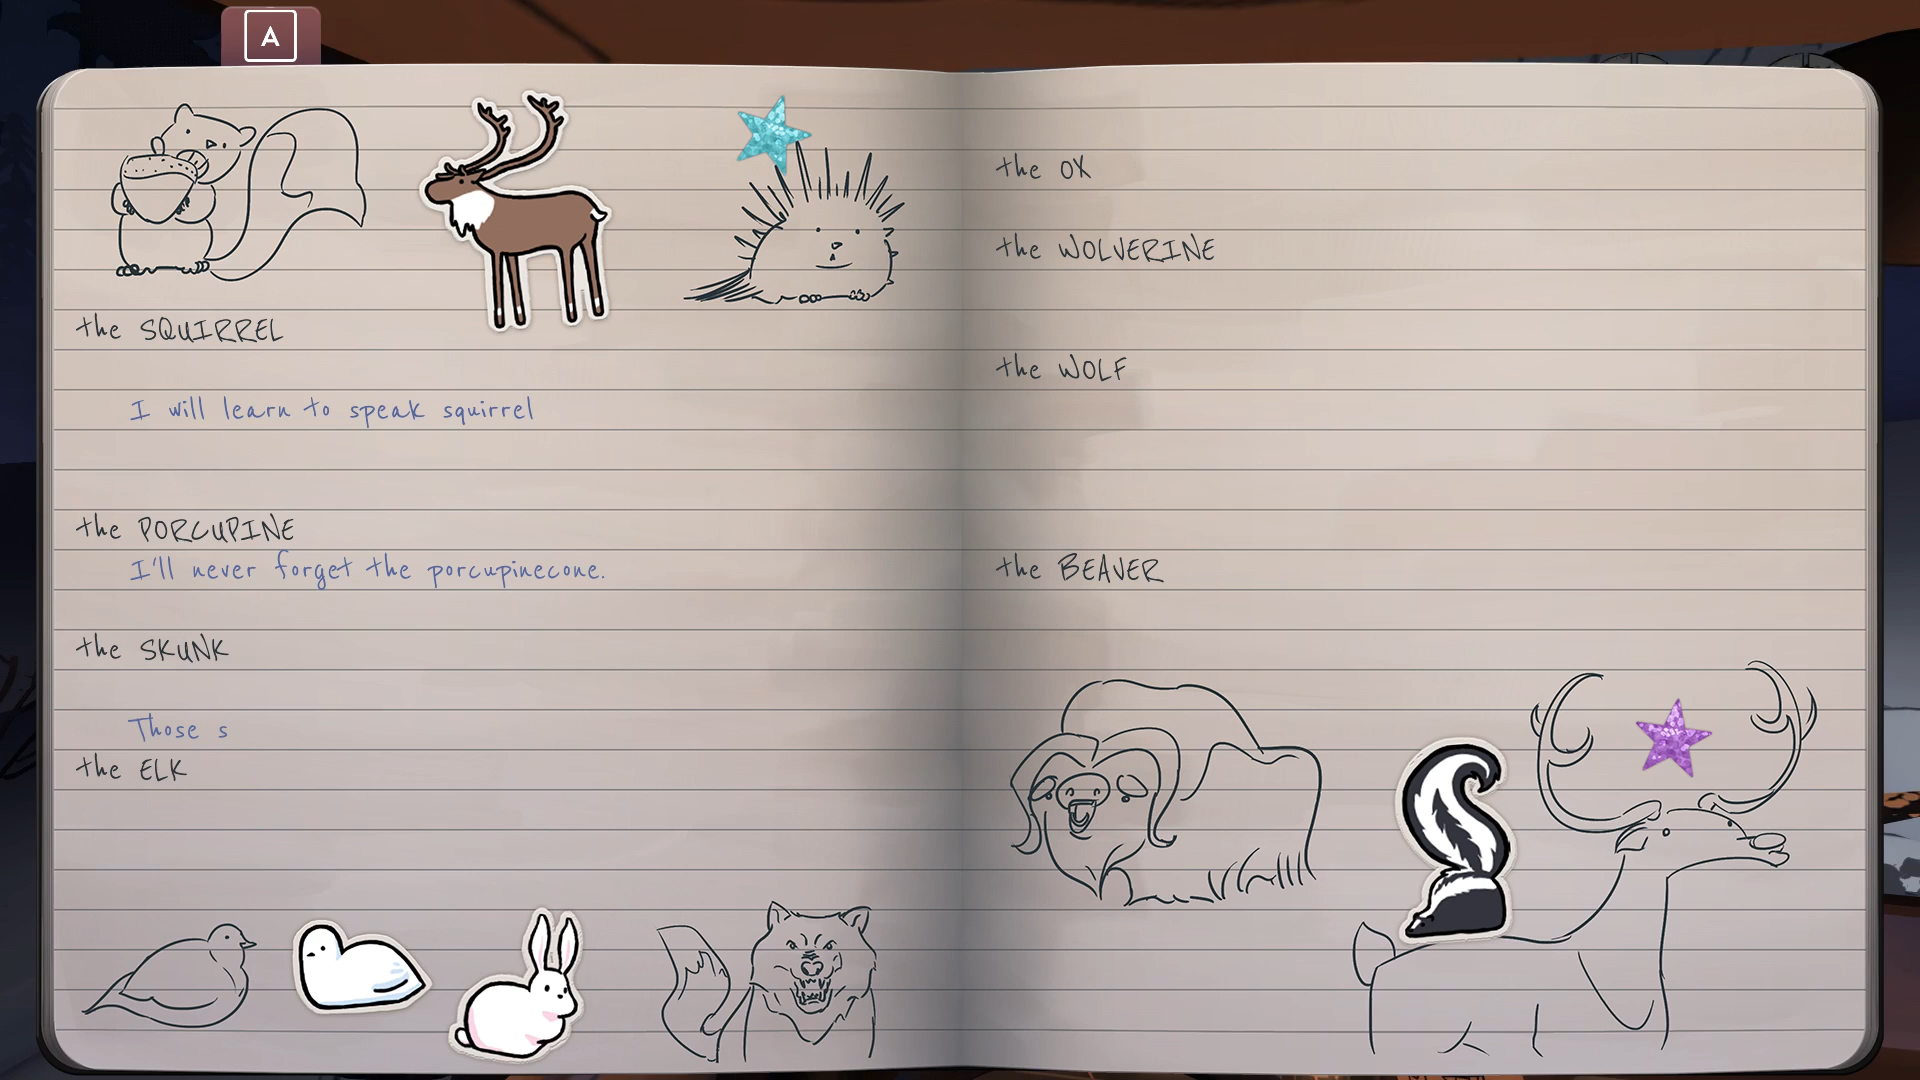 A
the SQUIRREL
I will learn to speak squirrel
the PORCUPINE
I'll never forget the porcupinecone.
the SKUNK
Those s
the ELK
the OX
the WOLVERINE
the WOLF
the BEAVER